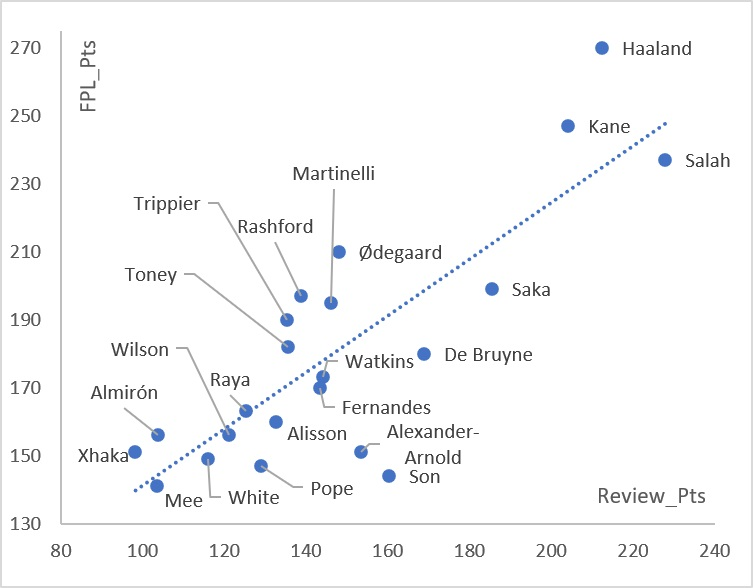 270
250
230
210
190
170
150
130
FPL_Pts
Haaland
Kane
Salah
Martinelli
Trippier
Rashford
Ødegaard
Toney
Saka
Wilson
Watkins
De Bruyne
Raya
Almirón
Fernandes
Alisson
Alexander-
Arnold
Xhaka
Son
Mee
White
Pope
Review_Pts
80
100
120
140
160
180
200
220
240